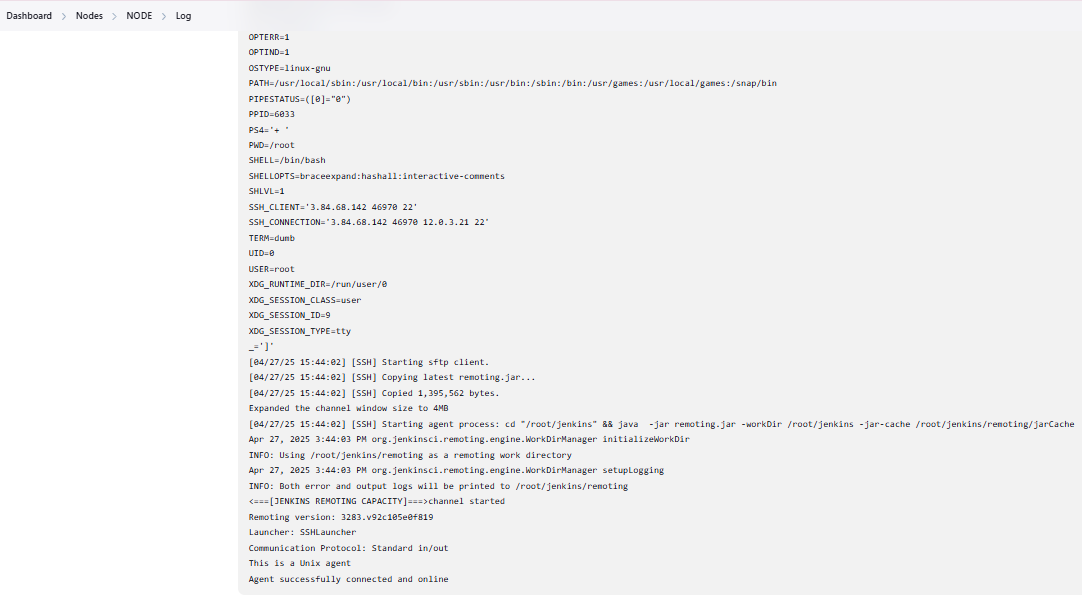 Dashboard > Nodes > NODE > Log
OPTERR=1
OPTIND=1
OSTYPE=linux-gnu
PATH=/usr/local/sbin:/usr/local/bin:/usr/sbin:/usr/bin:/sbin:/bin:/usr/games:/usr/local/games:/snap/bin
PIPESTATUS=([0]="0")
PPID=6033
PS4='+ '
PWD=/root
SHELL=/bin/bash
SHELLOPTS=braceexpand:hashall:interactive-comments
SHLVL=1
SSH_CLIENT='3.84.68.142 46970 22'
SSH_CONNECTION='3.84.68.142 46970 12.0.3.21 22'
TERM=dumb
UID=0
USER=root
XDG_RUNTIME_DIR=/run/user/0
XDG_SESSION_CLASS=user
XDG_SESSION_ID=9
XDG_SESSION_TYPE=tty
_=']'
[04/27/25 15:44:02] [SSH] Starting sftp client.
[04/27/25 15:44:02] [SSH] Copying latest remoting.jar...
[04/27/25 15:44:02] [SSH] Copied 1,395,562 bytes.
Expanded the channel window size to 4MB
[04/27/25 15:44:02] [SSH] Starting agent process: cd "/root/jenkins" && java  -jar remoting.jar -workDir /root/jenkins -jar-cache /root/jenkins/remoting/jarCache
Apr 27, 2025 3:44:03 PM org.jenkinsci.remoting.engine.WorkDirManager initializeWorkDir
INFO: Using /root/jenkins/remoting as a remoting work directory
Apr 27, 2025 3:44:03 PM org.jenkinsci.remoting.engine.WorkDirManager setupLogging
INFO: Both error and output logs will be printed to /root/jenkins/remoting
<===[JENKINS REMOTING CAPACITY]===>channel started
Remoting version: 3283.v92c105e0f819
Launcher: SSHLauncher
Communication Protocol: Standard in/out
This is a Unix agent
Agent successfully connected and online